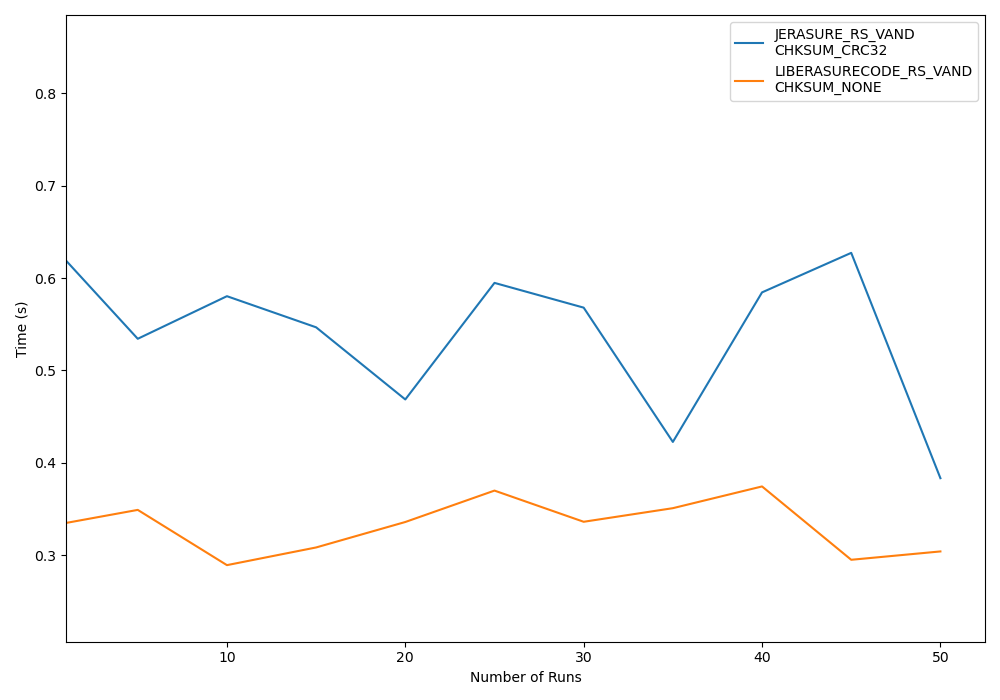 JERASURE_RS_VAND
CHKSUM_CRC32
LIBERASURECODE_RS_VAND
CHKSUM_NONE
0.8
0.7
0.6
0.5
0.4
0.3
Time (s)
10 20 30 40 50
Number of Runs